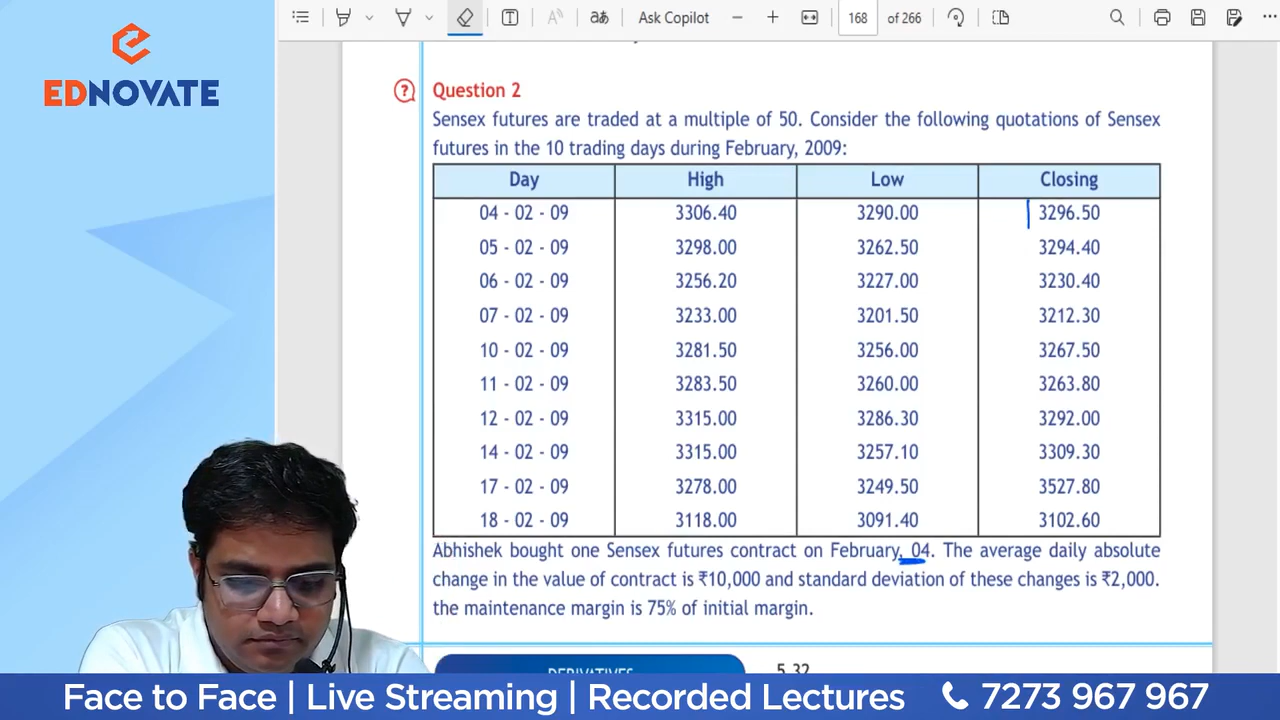 Ask Copilot
168 of 266
EDNOVATE
Question 2
Sensex futures are traded at a multiple of 50. Consider the following quotations of Sensex
futures in the 10 trading days during February, 2009:
Day High Low Closing
04 - 02 - 09 3306.40 3290.00 3296.50
05 - 02 - 09 3298.00 3262.50 3294.40
06 - 02 - 09 3256.20 3227.00 3230.40
07 - 02 - 09 3233.00 3201.50 3212.30
10 - 02 - 09 3281.50 3256.00 3267.50
11 - 02 - 09 3283.50 3260.00 3263.80
12 - 02 - 09 3315.00 3286.30 3292.00
14 - 02 - 09 3315.00 3257.10 3309.30
17 - 02 - 09 3278.00 3249.50 3527.80
18 - 02 - 09 3118.00 3091.40 3102.60
Abhishek bought one Sensex futures contract on February, 04. The average daily absolute
change in the value of contract is ₹10,000 and standard deviation of these changes is ₹2,000.
the maintenance margin is 75% of initial margin.
DERIVATIVES 5.32
Face to Face | Live Streaming | Recorded Lectures 7273 967 967